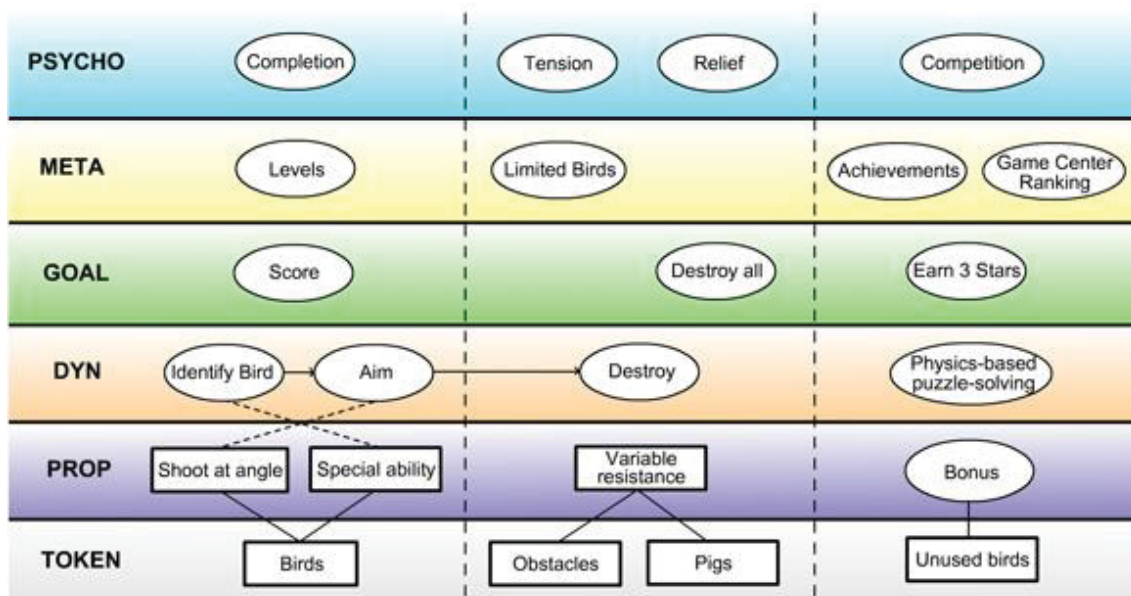 PSYCHO
Completion
Tension
Relief
Competition
META
Levels
Limited Birds
Achievements
Game Center
Ranking
GOAL
Score
Destroy all
Earn 3 Stars
DYN
Identify Bird
Aim
Destroy
Physics-based
puzzle-solving
PROP
Shoot at angle
Special ability
Variable
resistance
Bonus
TOKEN
Birds
Obstacles
Pigs
Unused birds